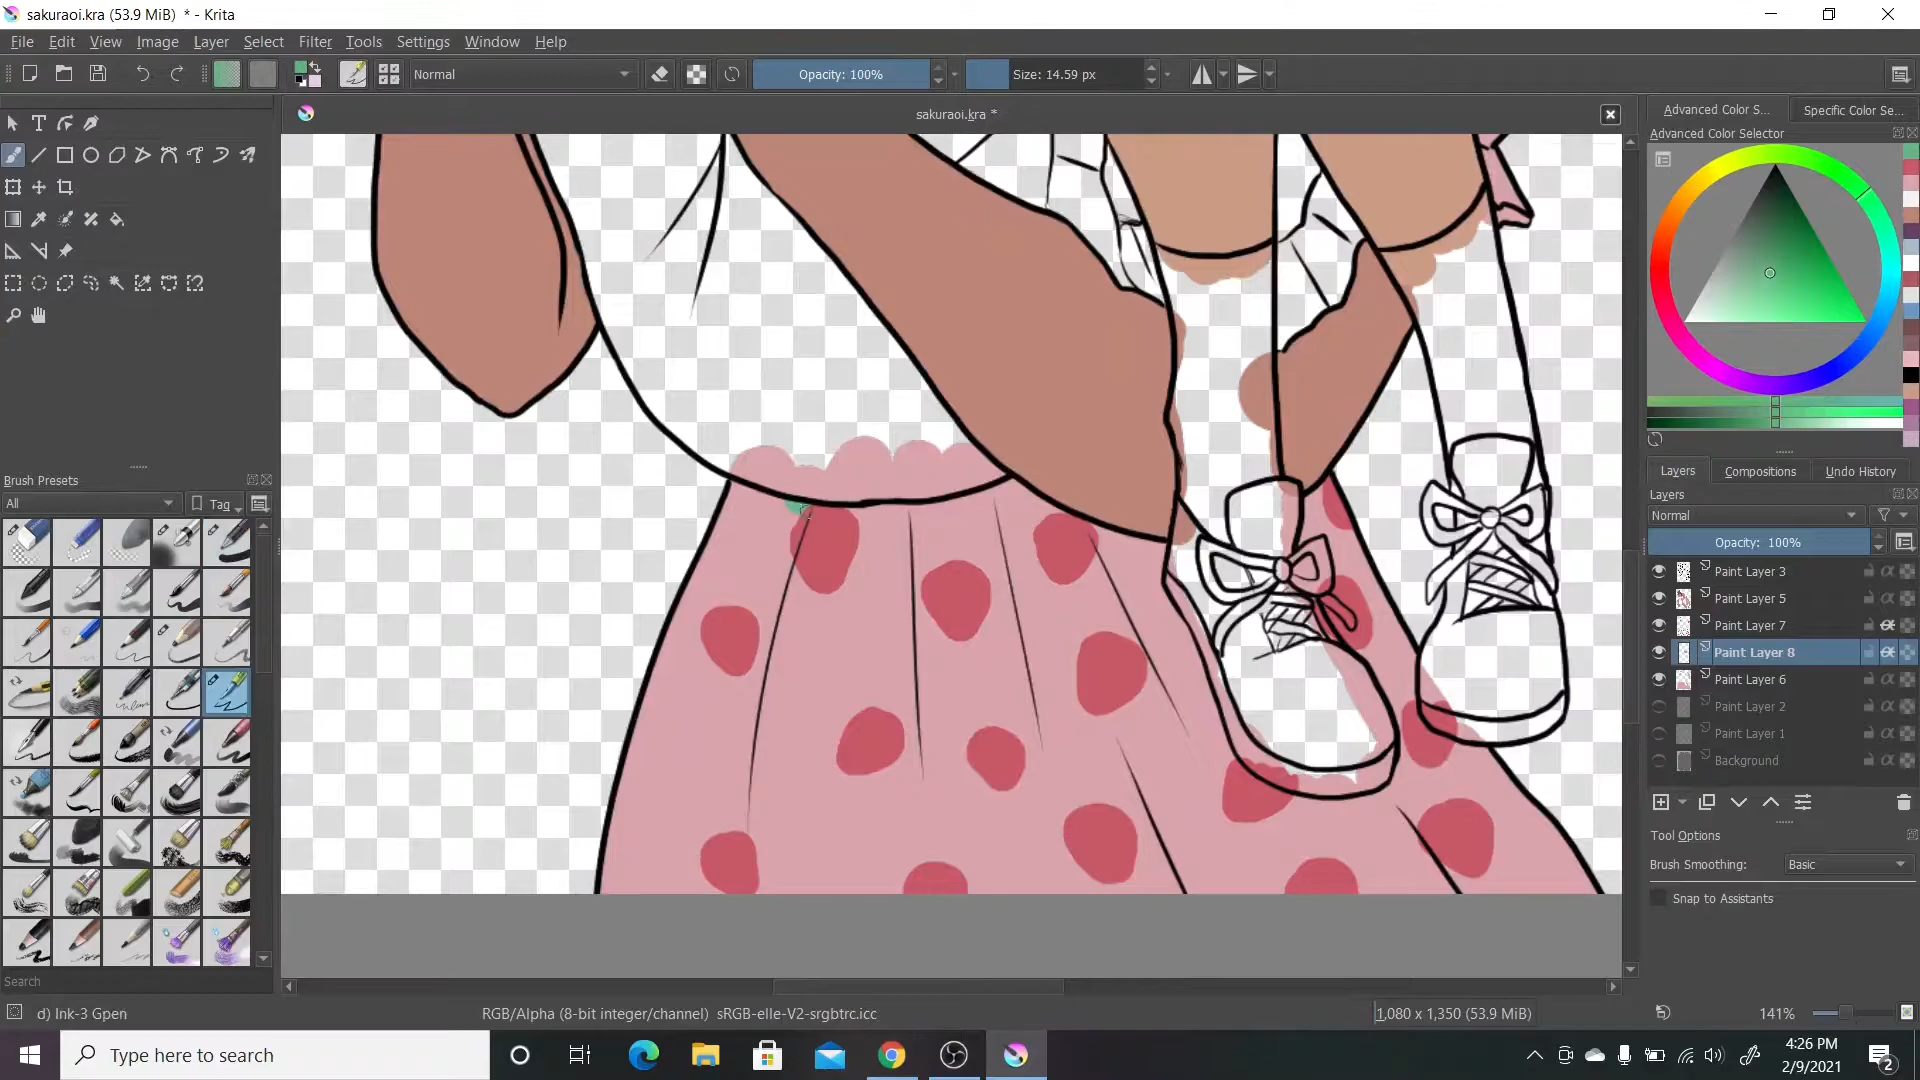 sakuraoi.kra (53.9 MiB) * - Krita
File Edit View Image Layer Select Filter Tools Settings Window Help
Normal
Opacity: 100%
Size: 14.59 px
sakuraoi.kra *
Advanced Color S...
Specific Color Se...
Advanced Color Selector
Brush Presets
All
Tag
Search
d) Ink-3 Gpen
Layers
Compositions
Undo History
Layers
Normal
Opacity: 100%
Paint Layer 3
Paint Layer 5
Paint Layer 7
Paint Layer 8
Paint Layer 6
Paint Layer 2
Paint Layer 1
Background
Tool Options
Brush Smoothing:
Basic
Snap to Assistants
RGB/Alpha (8-bit integer/channel) sRGB-elle-V2-srgbtrc.icc
1,080 x 1,350 (53.9 MiB)
141%
Type here to search
4:26 PM
2/9/2021
2